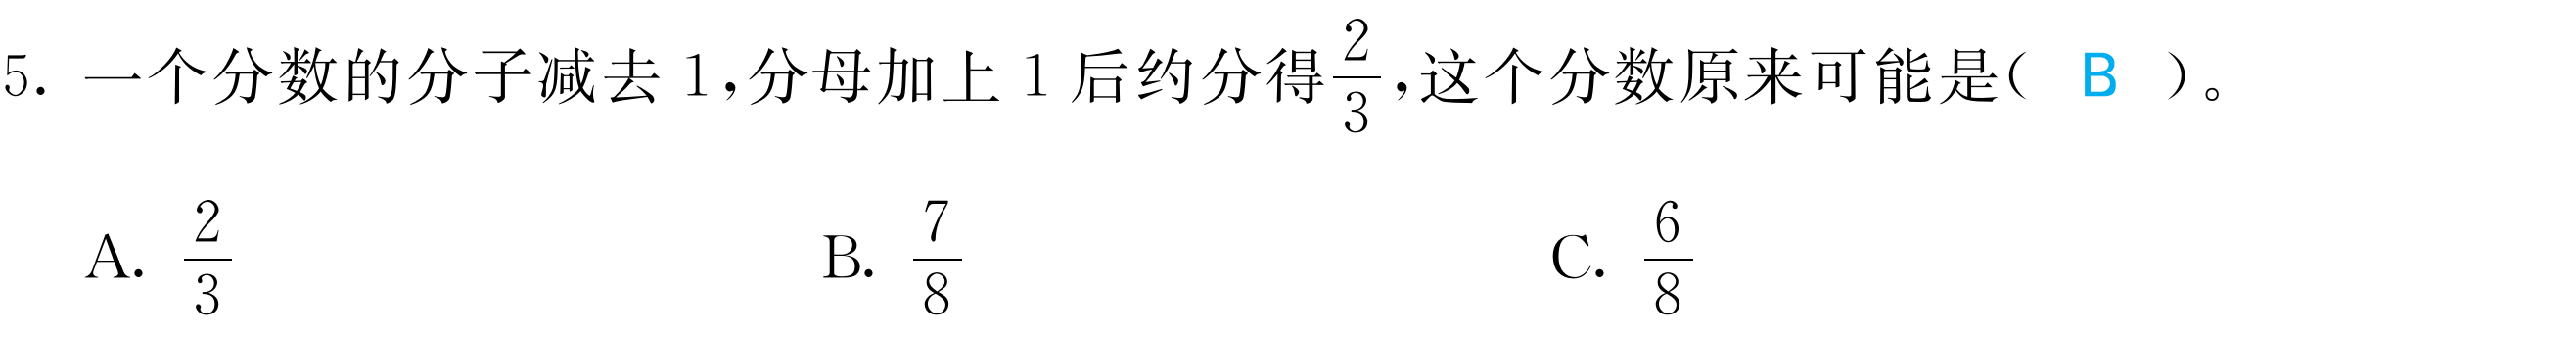 5. 一个分数的分子减去 1,分母加上 1 后约分得2/3,这个分数原来可能是( B )。
A. 2/3 B. 7/8 C. 6/8